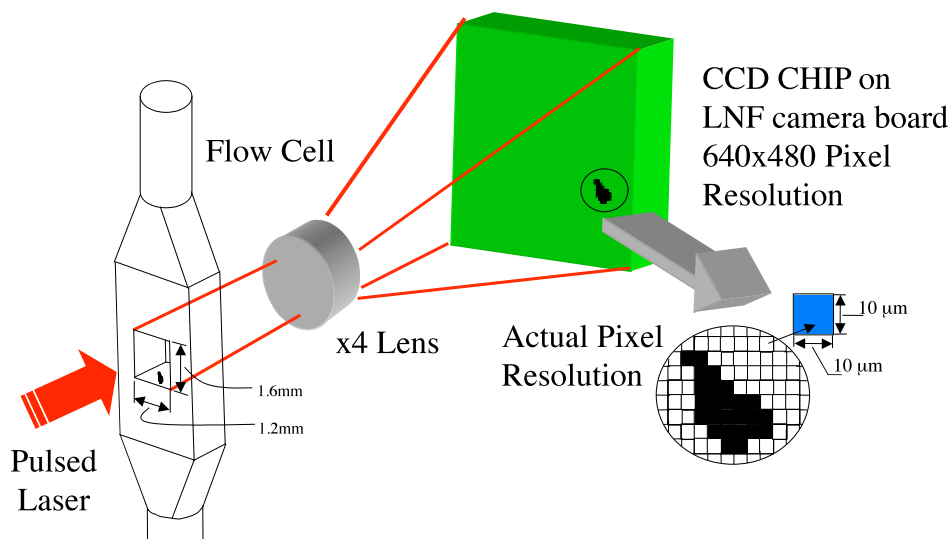 CCD CHIP on
LNF camera board
640x480 Pixel
Resolution
Flow Cell
x4 Lens
Actual Pixel
Resolution
10 μm
10 μm
1.6mm
1.2mm
Pulsed
Laser